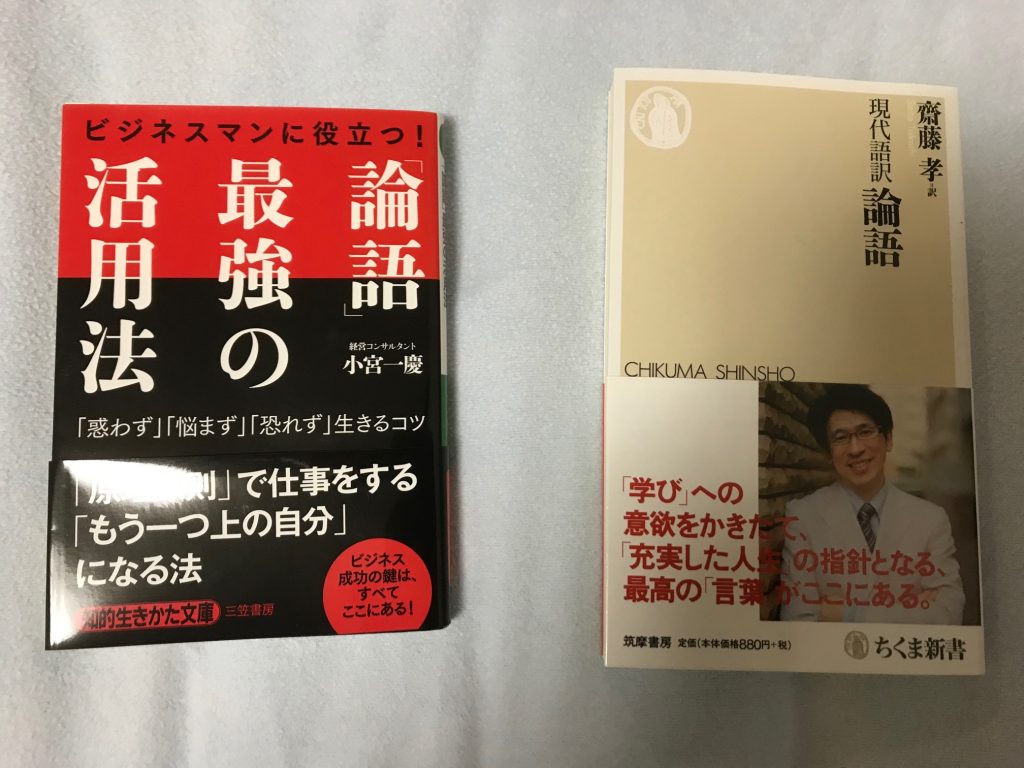 ビジネスマンに役立つ!
「論語」
最強の
活用法
経営コンサルタント
小宮一慶
「惑わず」「悩まず」「恐れず」生きるコツ
「原 則」で仕事をする
「もう一つ上の自分」
になる法
ビジネス
成功の鍵は、
すべて
ここにある!
知的生きかた文庫 三笠書房
齋藤 孝=訳
現代語訳 論語
CHIKUMA SHINSHO
「学び」への
意欲をかきたて、
「充実した人生」の指針となる、
最高の「言葉」がここにある。
筑摩書房 定価(本体価格880円+税)
ちくま新書